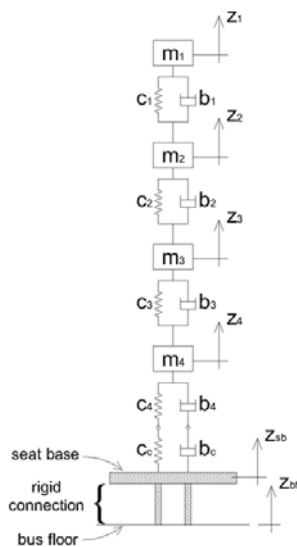 z1
m1
c1 b1
z2
m2
c2 b2
z3
m3
c3 b3
z4
m4
c4 b4
cc bc
zsb
seat base
zbf
rigid
connection
bus floor